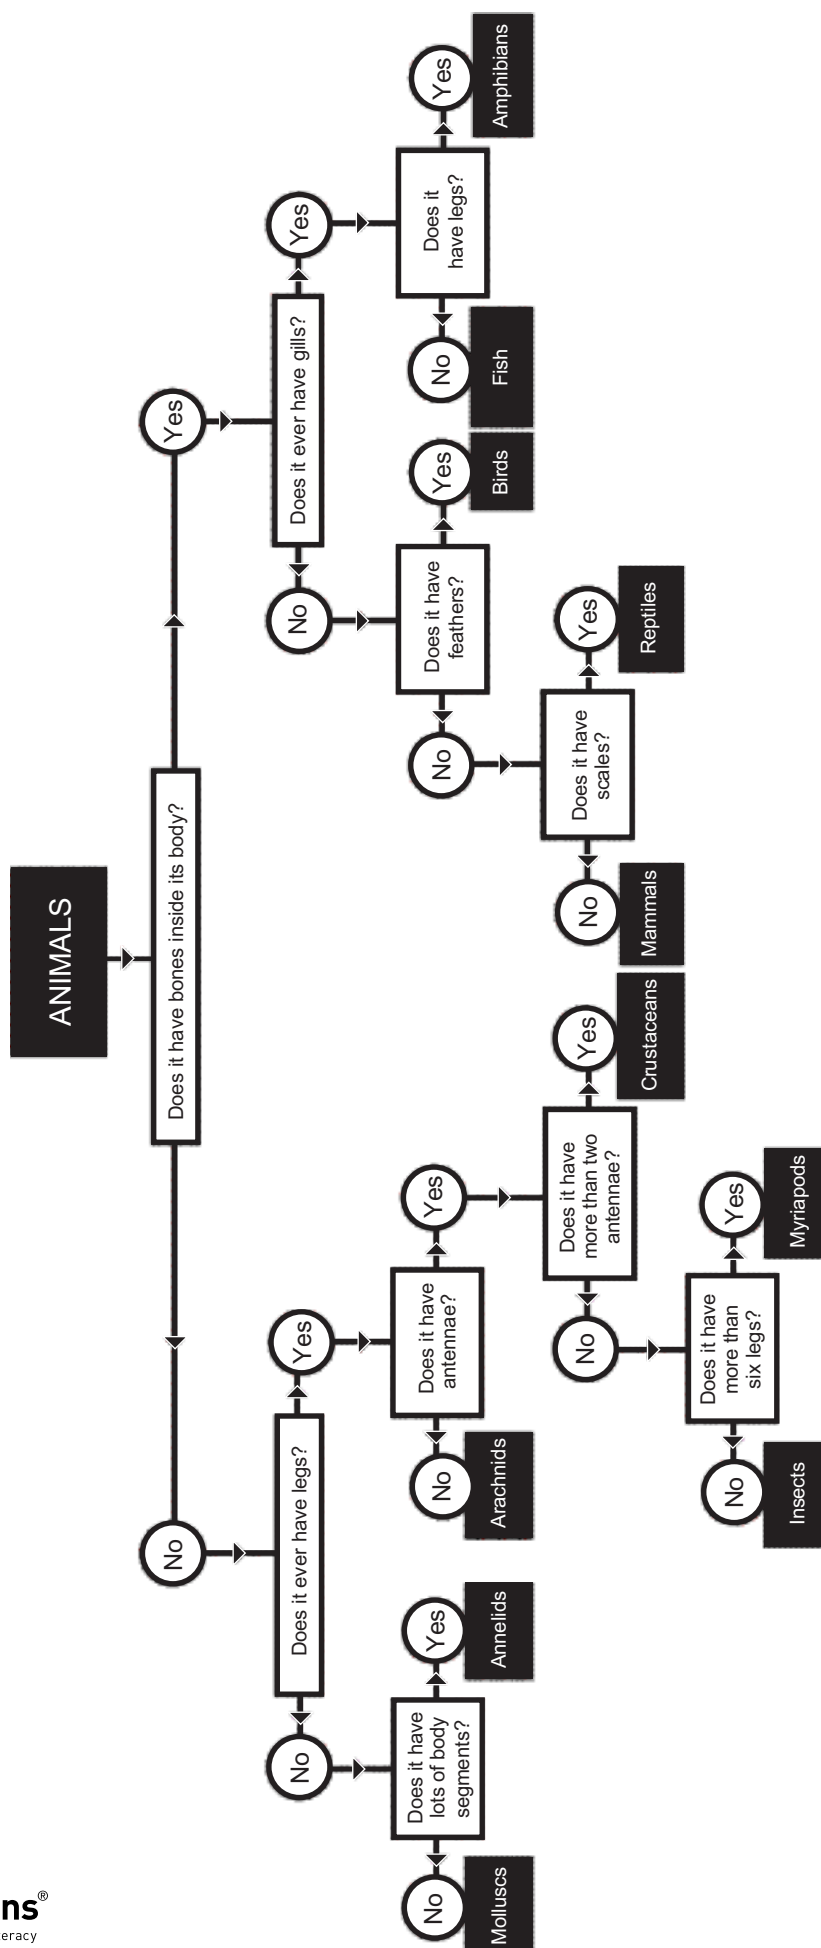 ANIMALS
Does it have bones inside its body?
No
Yes
Does it ever have legs?
No
Yes
Does it ever have gills?
No
Yes
Does it have
lots of body
segments?
No
Molluscs
Yes
Annelids
Does it have
antennae?
No
Arachnids
Yes
Does it have
more than two
antennae?
No
Yes
Crustaceans
Does it have
more than
six legs?
No
Insects
Yes
Myriapods
Does it have
feathers?
No
Yes
Birds
Does it have
scales?
No
Mammals
Yes
Reptiles
Does it
have legs?
No
Fish
Yes
Amphibians
ns®
eracy